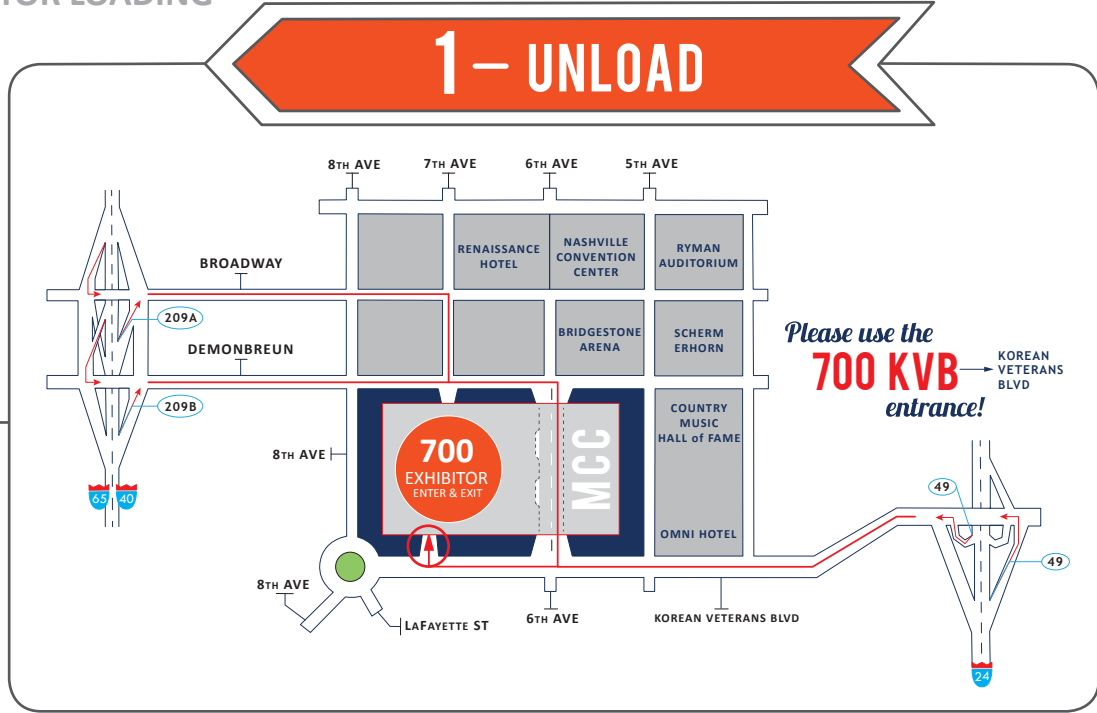 TOR LOADING
1 – UNLOAD
8TH AVE
7TH AVE
6TH AVE
5TH AVE
RENAISSANCE
HOTEL
NASHVILLE
CONVENTION
CENTER
RYMAN
AUDITORIUM
BROADWAY
209A
BRIDGESTONE
ARENA
SCHERM
ERHORN
DEMONBREUN
209B
Please use the
700 KVB
entrance!
KOREAN
VETERANS
BLVD
COUNTRY
MUSIC
HALL of FAME
8TH AVE
700
EXHIBITOR
ENTER & EXIT
MCC
65
40
49
OMNI HOTEL
49
8TH AVE
LAFAYETTE ST
6TH AVE
KOREAN VETERANS BLVD
24